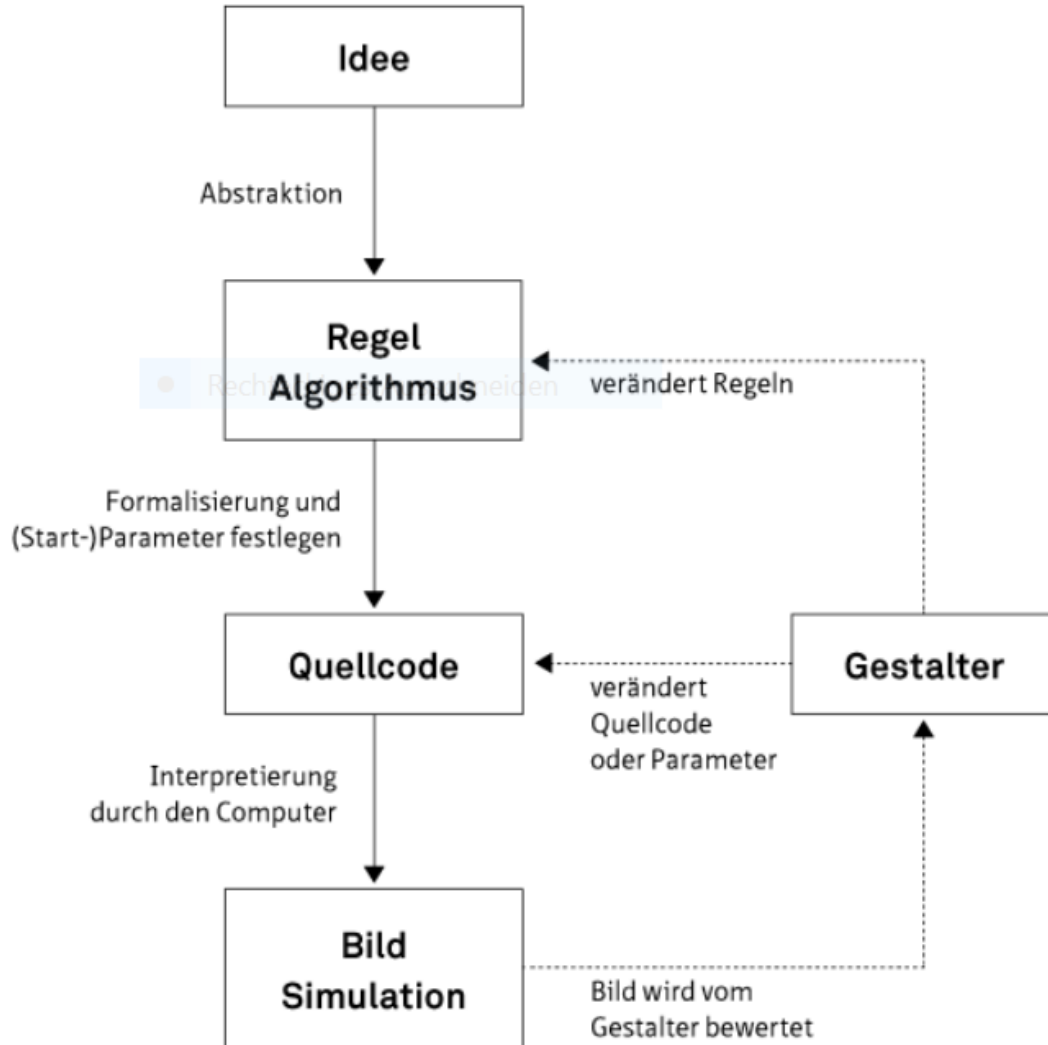 Idee
Abstraktion
Regel
Algorithmus
verändert Regeln
Formalisierung und
(Start-)Parameter festlegen
Quellcode
Gestalter
verändert
Quellcode
oder Parameter
Interpretierung
durch den Computer
Bild
Simulation
Bild wird vom
Gestalter bewertet